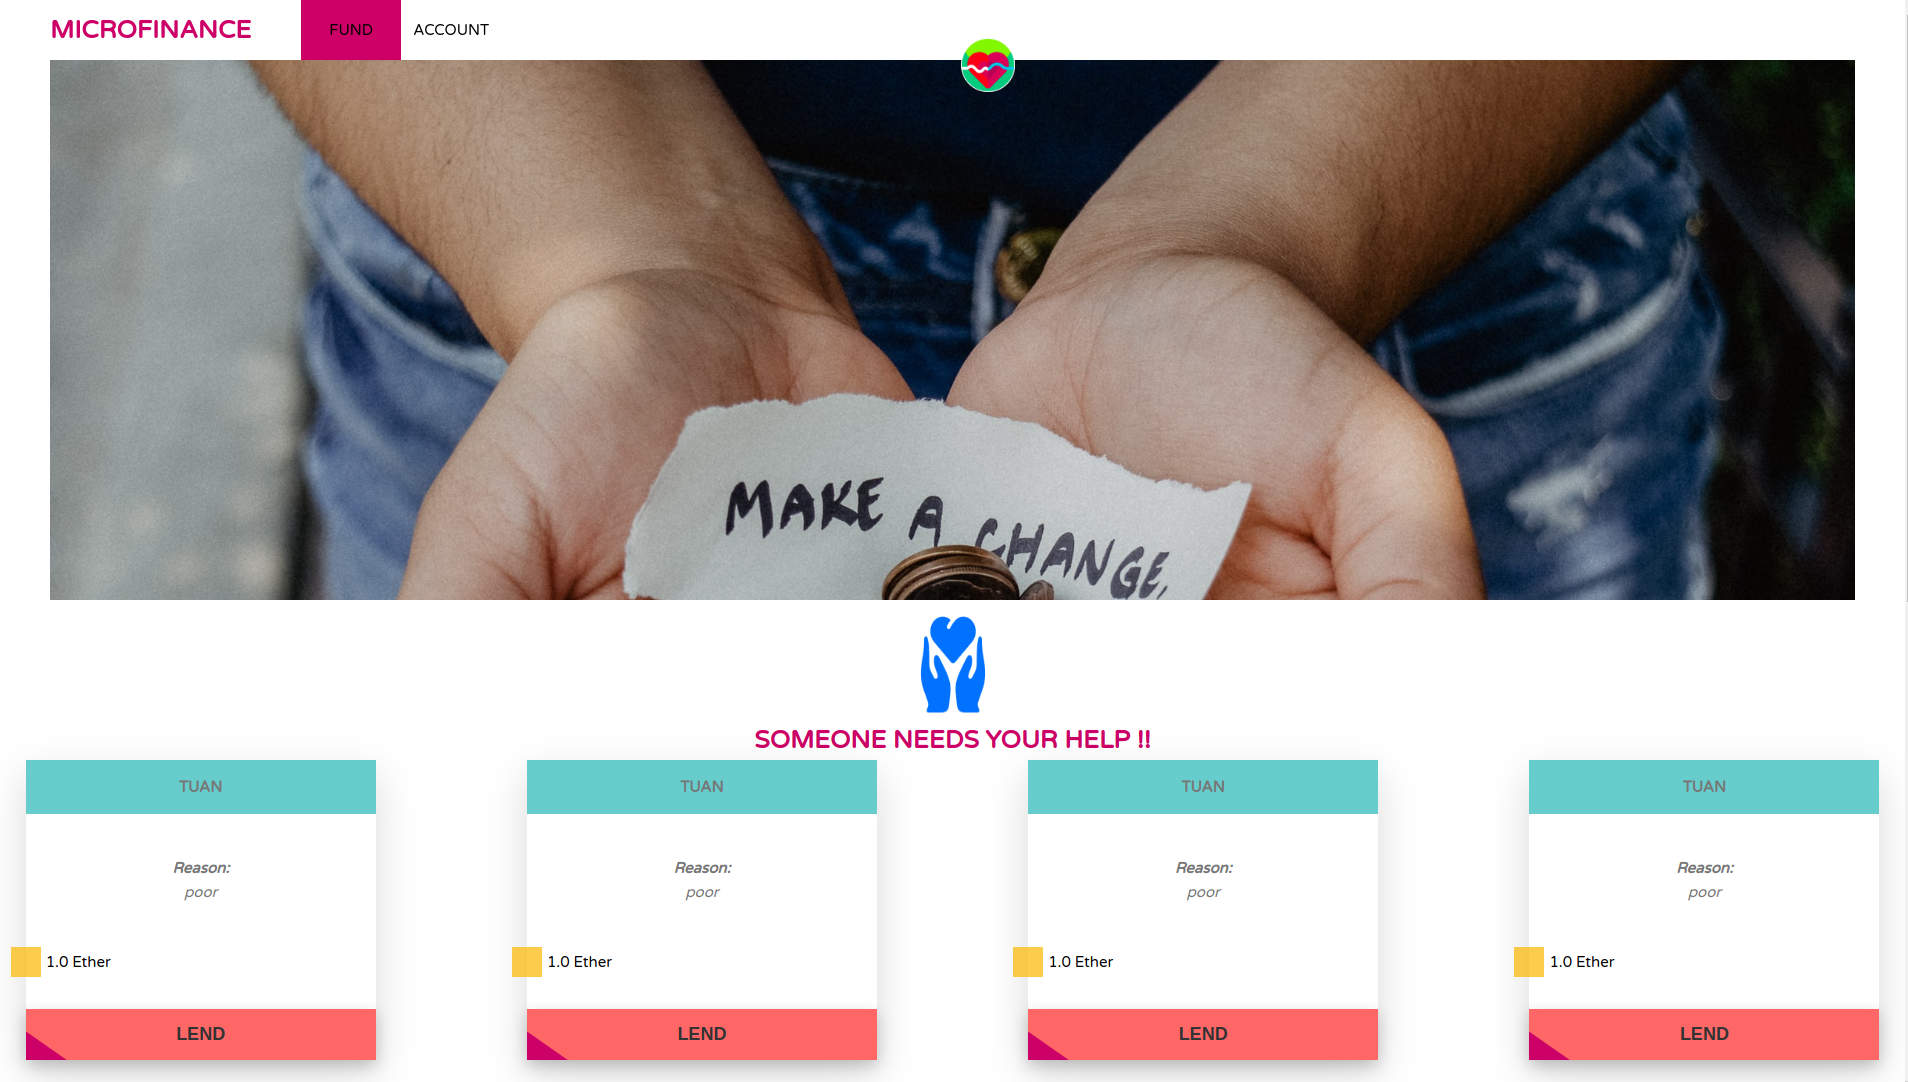 MICROFINANCE FUND ACCOUNT
MAKE A CHANGE,
SOMEONE NEEDS YOUR HELP !!
TUAN TUAN TUAN TUAN
Reason: Reason: Reason: Reason:
poor poor poor poor
1.0 Ether 1.0 Ether 1.0 Ether 1.0 Ether
LEND LEND LEND LEND